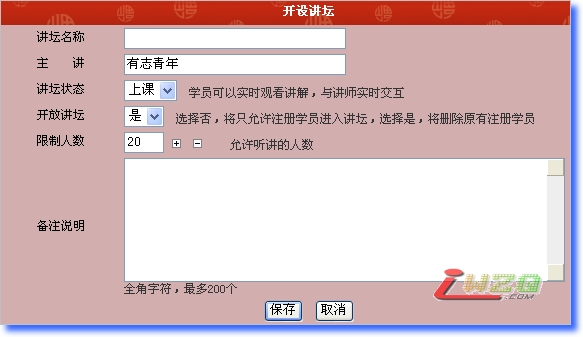 开设讲坛
讲坛名称
主 讲 有志青年
讲坛状态 上课 学员可以实时观看讲解，与讲师实时交互
开放讲坛 是 选择否，将只允许注册学员进入讲坛，选择是，将删除原有注册学员
限制人数 20 允许听讲的人数
备注说明
全角字符，最多200个
保存 取消